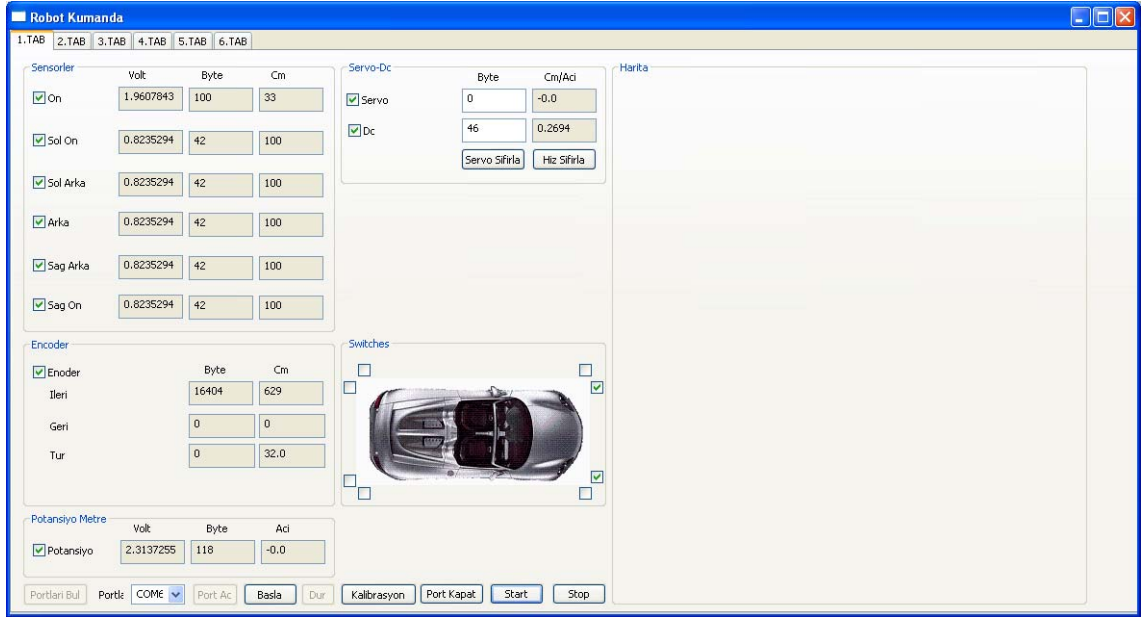 Robot Kumanda
1.TAB 2.TAB 3.TAB 4.TAB 5.TAB 6.TAB
Sensorler
Volt Byte Cm
On 1.9607843 100 33
Sol On 0.8235294 42 100
Sol Arka 0.8235294 42 100
Arka 0.8235294 42 100
Sag Arka 0.8235294 42 100
Sag On 0.8235294 42 100
Servo-Dc
Byte Cm/Aci
Servo 0 -0.0
Dc 46 0.2694
Servo Sifirla Hiz Sifirla
Harita
Encoder
Enoder Byte Cm
Ileri 16404 629
Geri 0 0
Tur 0 32.0
Switches
Potansiyo Metre
Volt Byte Aci
Potansiyo 2.3137255 118 -0.0
Portlari Bul Portla COM6 Port Ac Basla Dur Kalibrasyon Port Kapat Start Stop